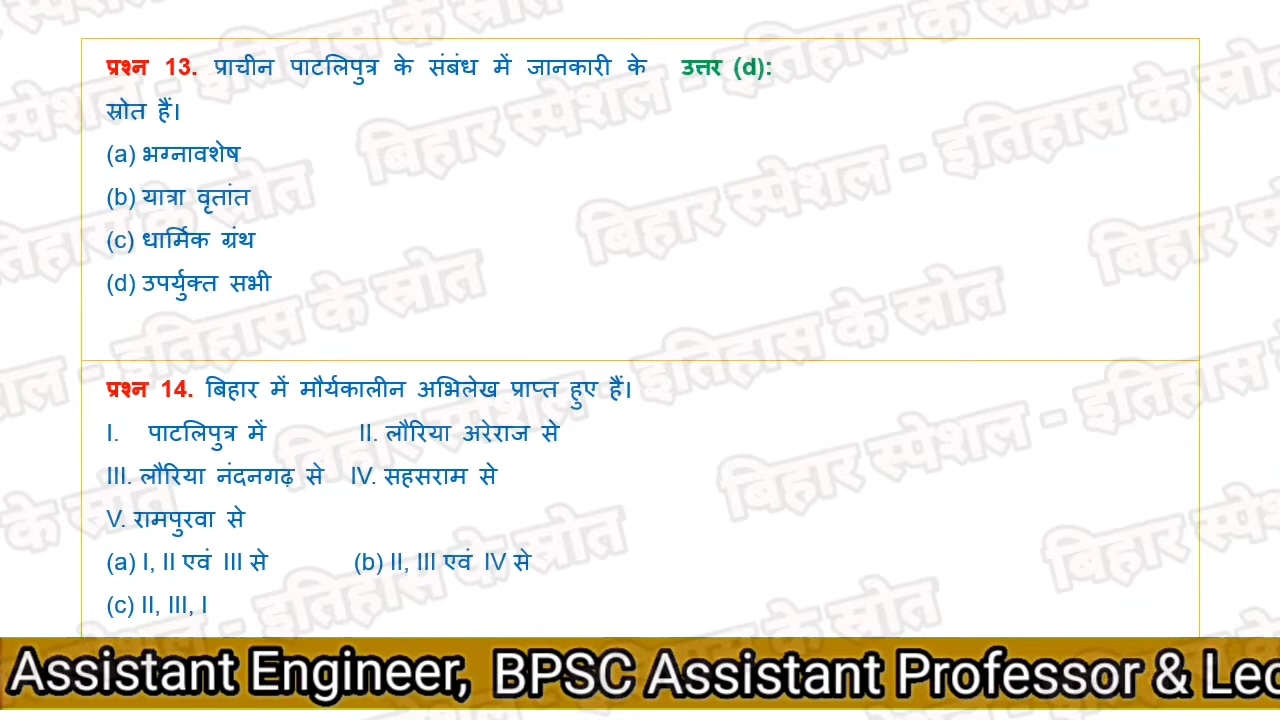 प्रश्न 13. प्राचीन पाटलिपुत्र के संबंध में जानकारी के
स्रोत हैं।
(a) भग्नावशेष
(b) यात्रा वृतांत
(c) धार्मिक ग्रंथ
(d) उपर्युक्त सभी
उत्तर (d):
प्रश्न 14. बिहार में मौर्यकालीन अभिलेख प्राप्त हुए हैं।
I. पाटलिपुत्र में II. लौरिया अरेराज से
III. लौरिया नंदनगढ़ से IV. सहसराम से
V. रामपुरवा से
(a) I, II एवं III से (b) II, III एवं IV से
(c) II, III, I
बिहार स्पेशल - इतिहास के स्रोत
Assistant Engineer, BPSC Assistant Professor & Lec